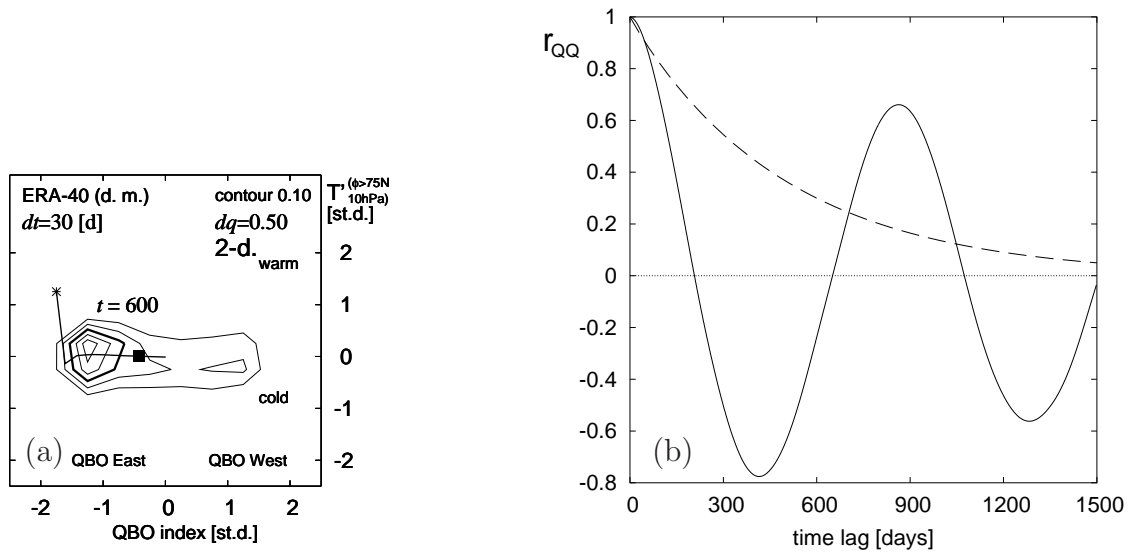 ERA-40 (d. m.) contour 0.10
dt=30 [d] dq=0.50
2-d. warm
t = 600
cold
(a) QBO East QBO West
-2 -1 0 1 2
QBO index [st.d.]
T'(ϕ>75N 10hPa)
[st.d.]
2
1
0
-1
-2
rQQ
1
0.8
0.6
0.4
0.2
0
-0.2
-0.4
-0.6
-0.8
(b)
0 300 600 900 1200 1500
time lag [days]